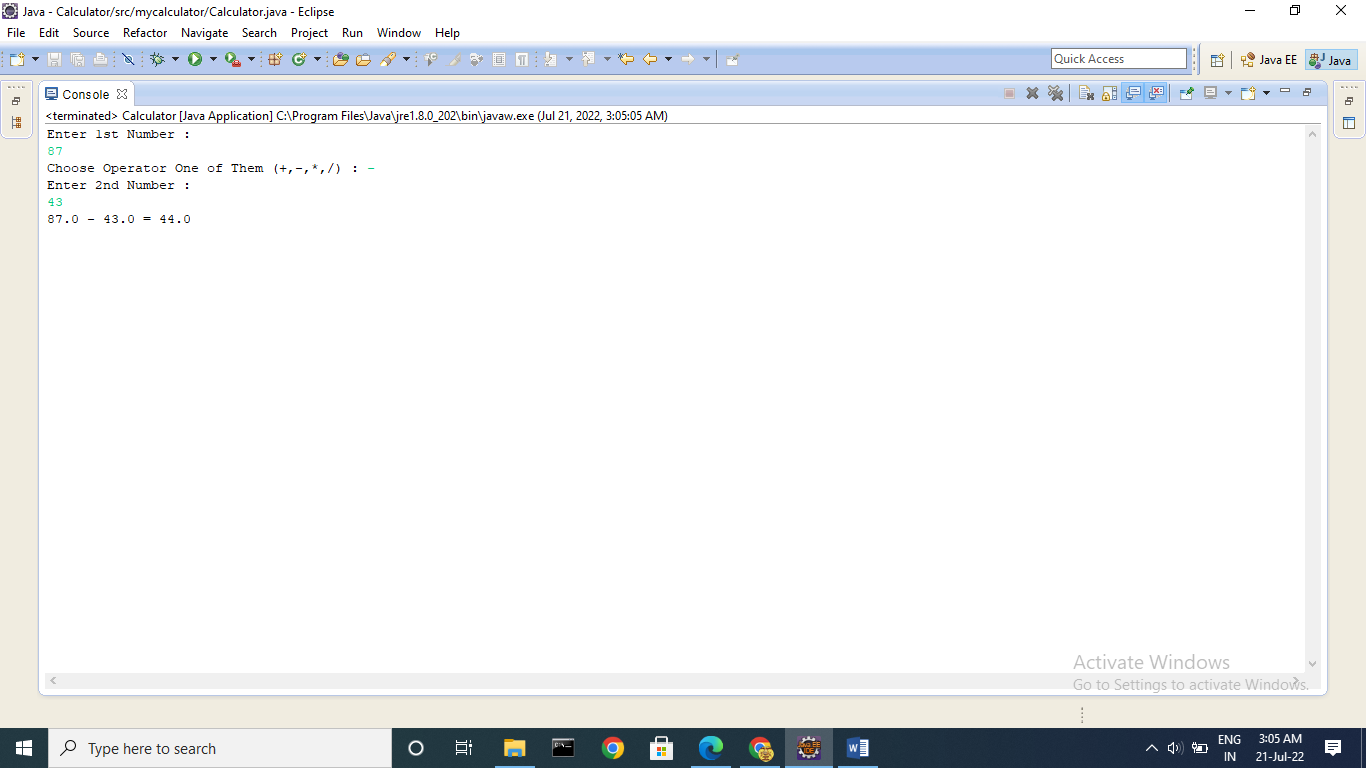 Java - Calculator/src/mycalculator/Calculator.java - Eclipse
File Edit Source Refactor Navigate Search Project Run Window Help
Quick Access
Java EE
Java
Console
<terminated> Calculator [Java Application] C:\Program Files\Java\jre1.8.0_202\bin\javaw.exe (Jul 21, 2022, 3:05:05 AM)
Enter 1st Number :
87
Choose Operator One of Them (+,-,*,/) : -
Enter 2nd Number :
43
87.0 - 43.0 = 44.0
Activate Windows
Go to Settings to activate Windows.
Type here to search
ENG
IN
3:05 AM
21-Jul-22